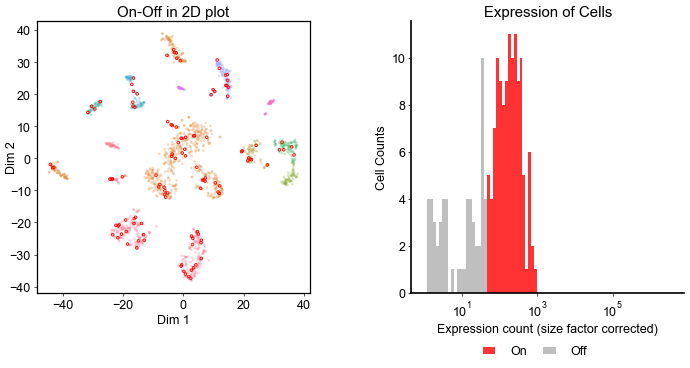 On-Off in 2D plot
40
30
20
10
0
−10
−20
−30
−40
Dim 2
−40 −20 0 20 40
Dim 1
Expression of Cells
10
8
6
4
2
0
Cell Counts
10^1 10^3 10^5
Expression count (size factor corrected)
On Off